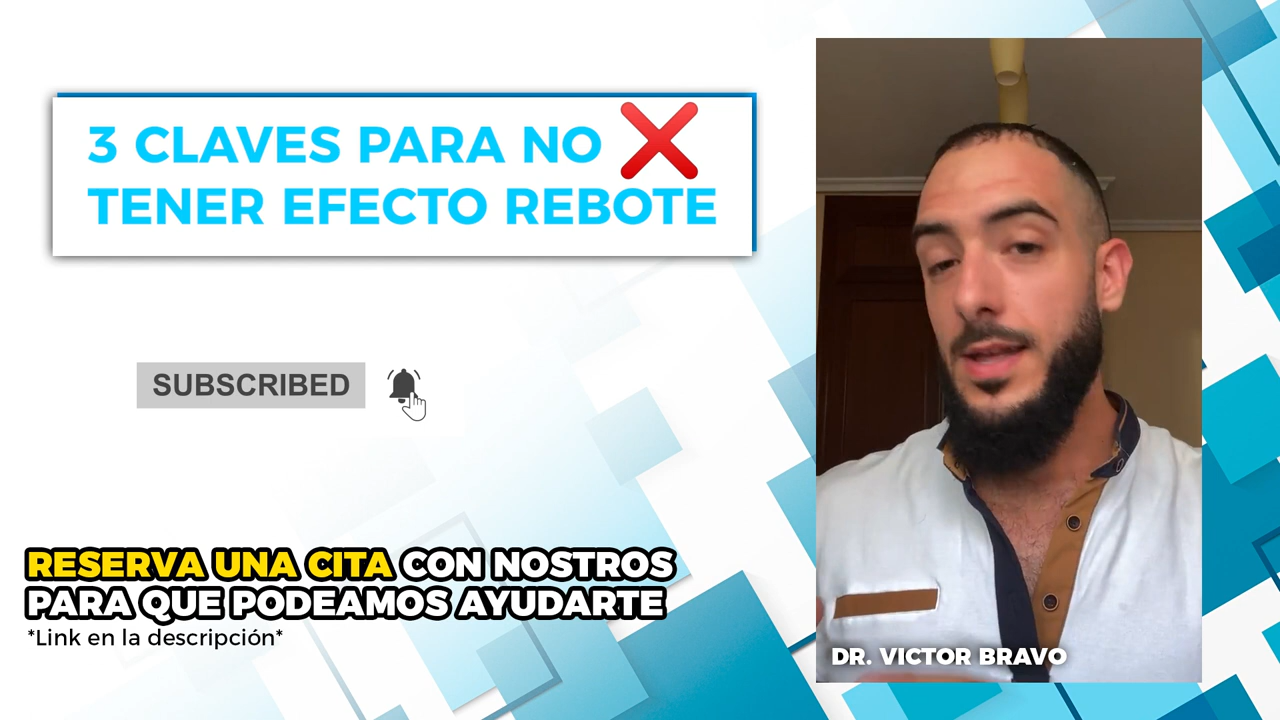 3 CLAVES PARA NO
TENER EFECTO REBOTE
SUBSCRIBED
RESERVA UNA CITA CON NOSTROS
PARA QUE PODEAMOS AYUDARTE
*Link en la descripción*
DR. VICTOR BRAVO